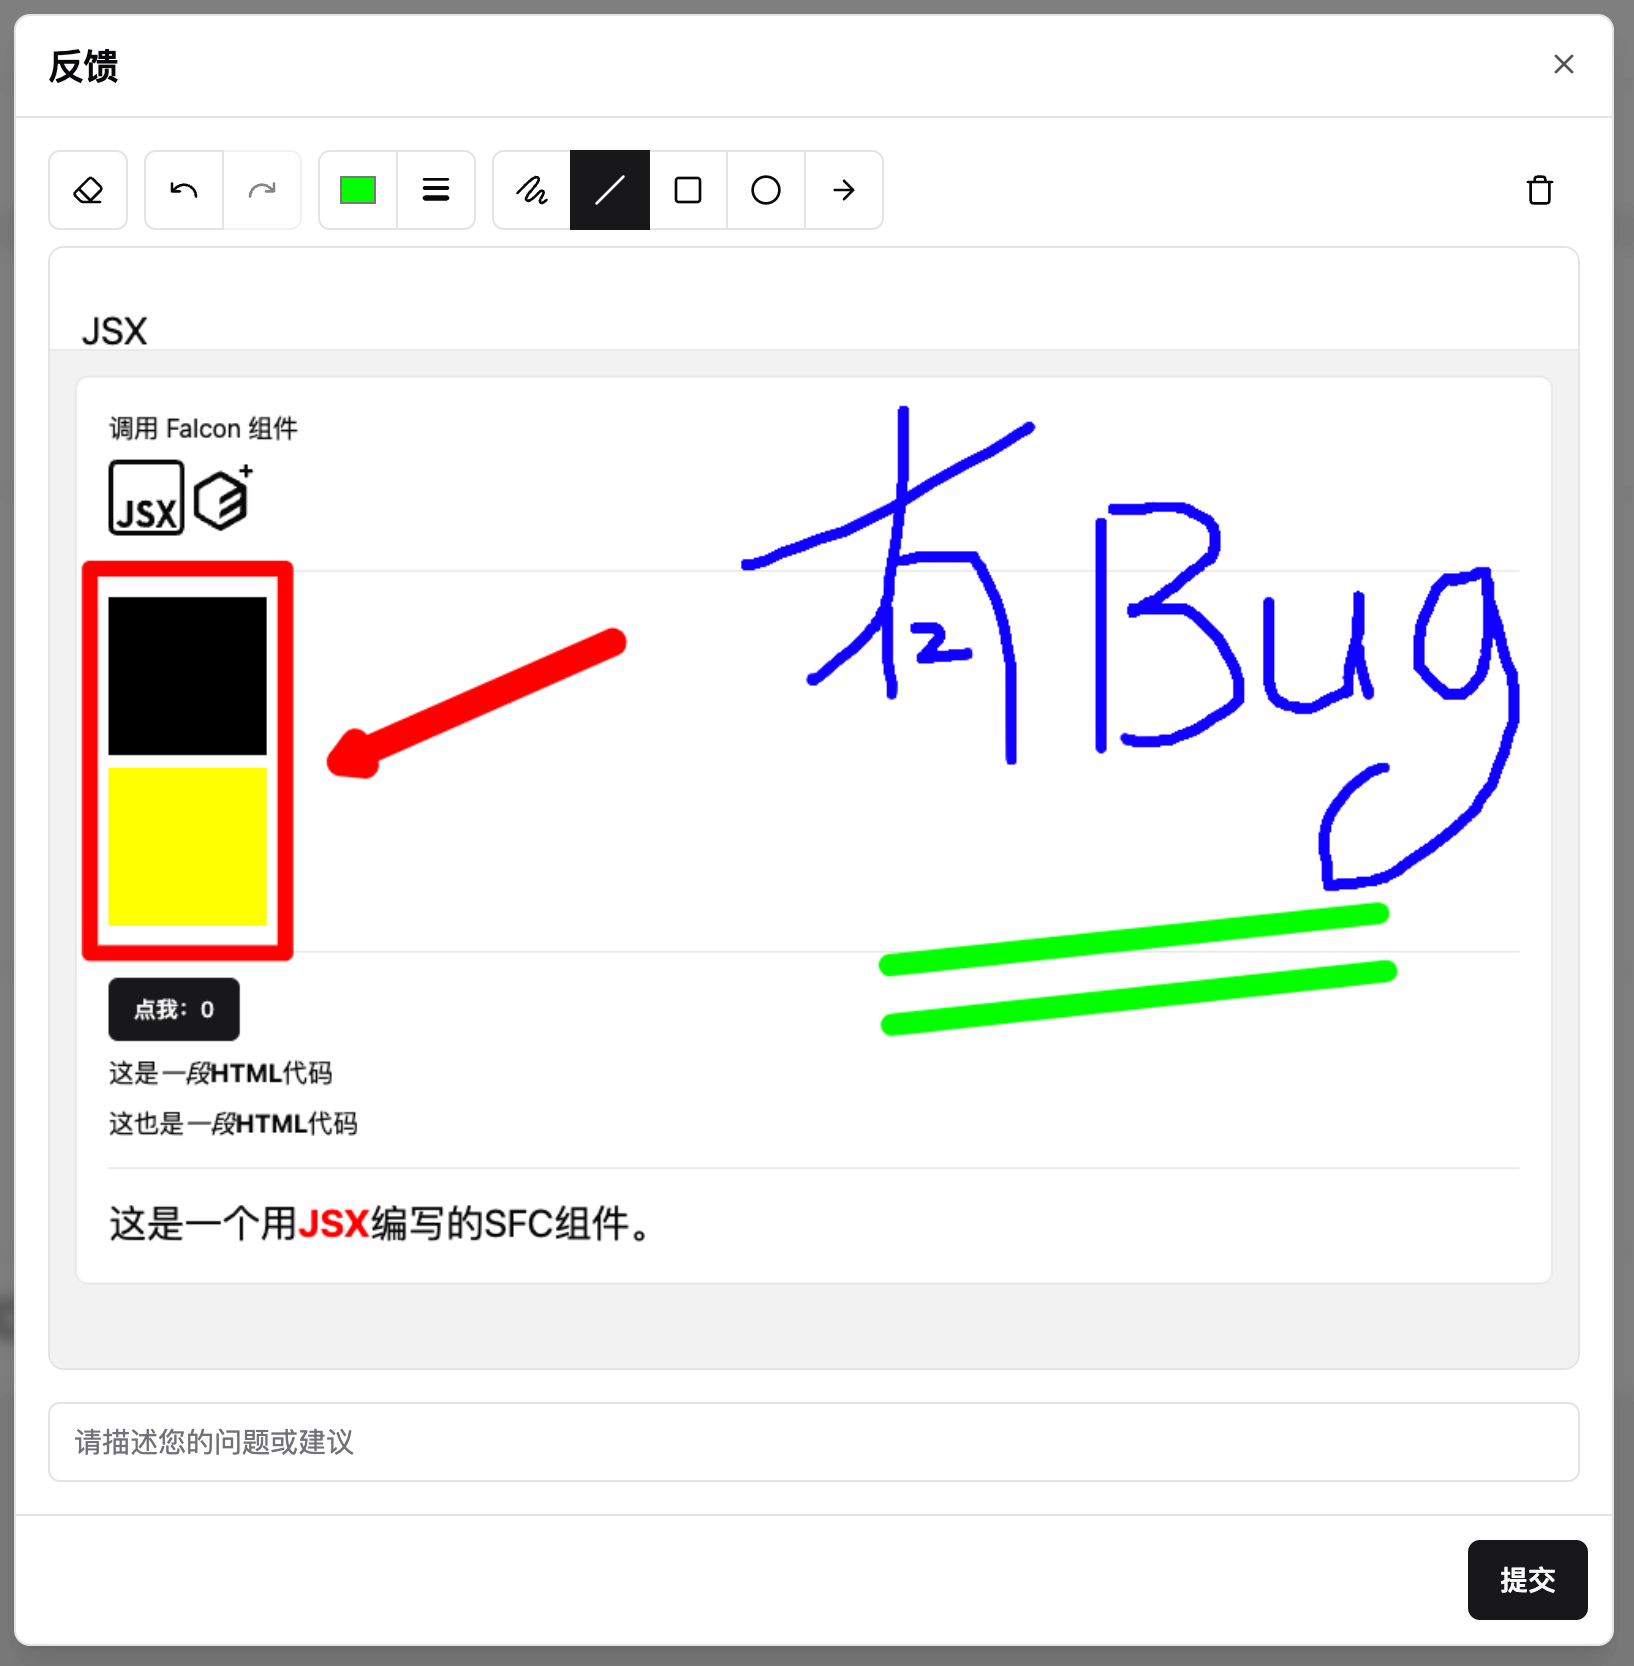 反馈
JSX
调用 Falcon 组件
JSX
有Bug
点我：0
这是一段HTML代码
这也是一段HTML代码
这是一个用JSX编写的SFC组件。
请描述您的问题或建议
提交